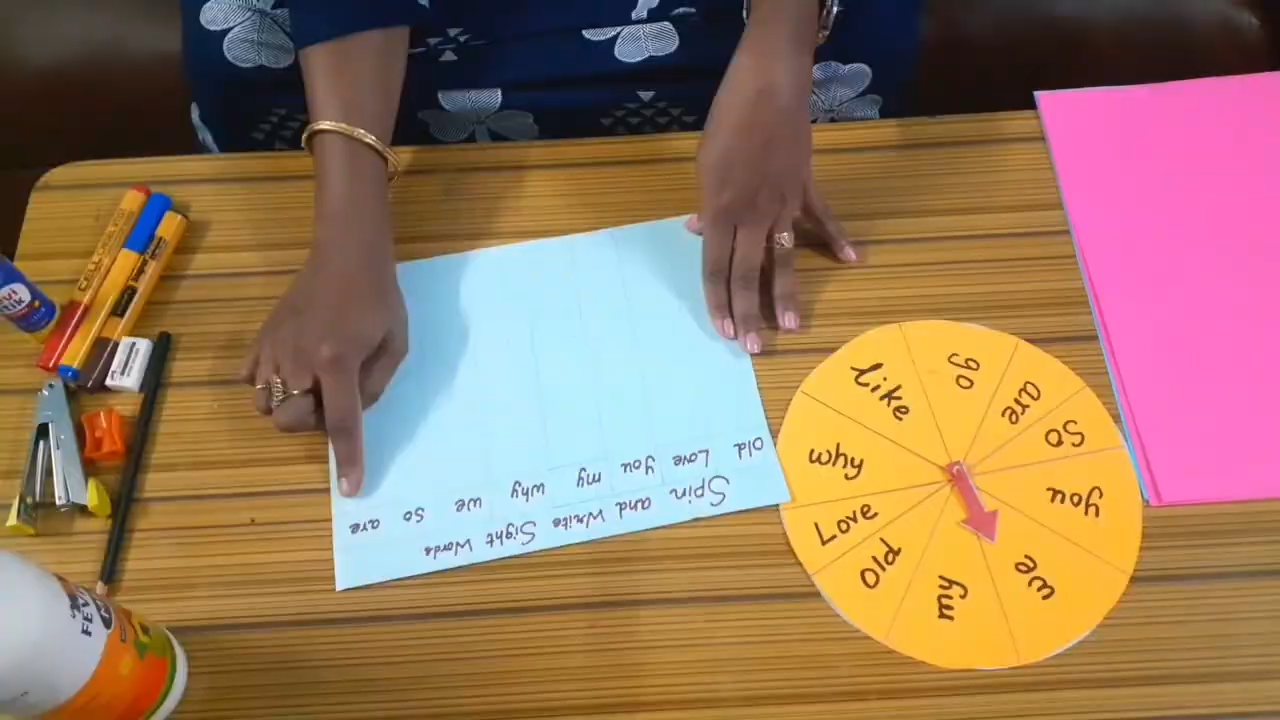 Spin and Write Sight Words
Old Love you my why we so are
go
are
so
you
we
my
Old
Love
why
like